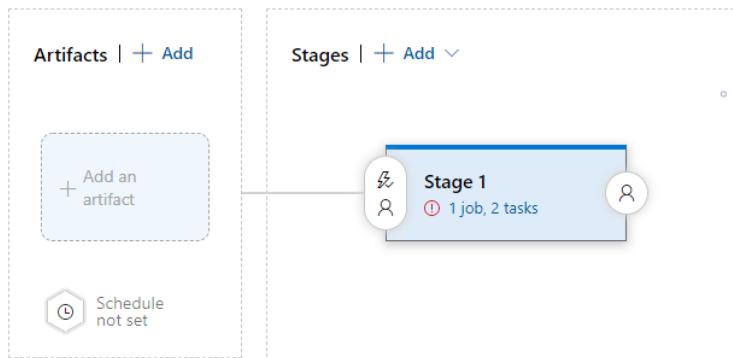 Artifacts | + Add
Stages | + Add
Add an
artifact
Stage 1
1 job, 2 tasks
Schedule
not set